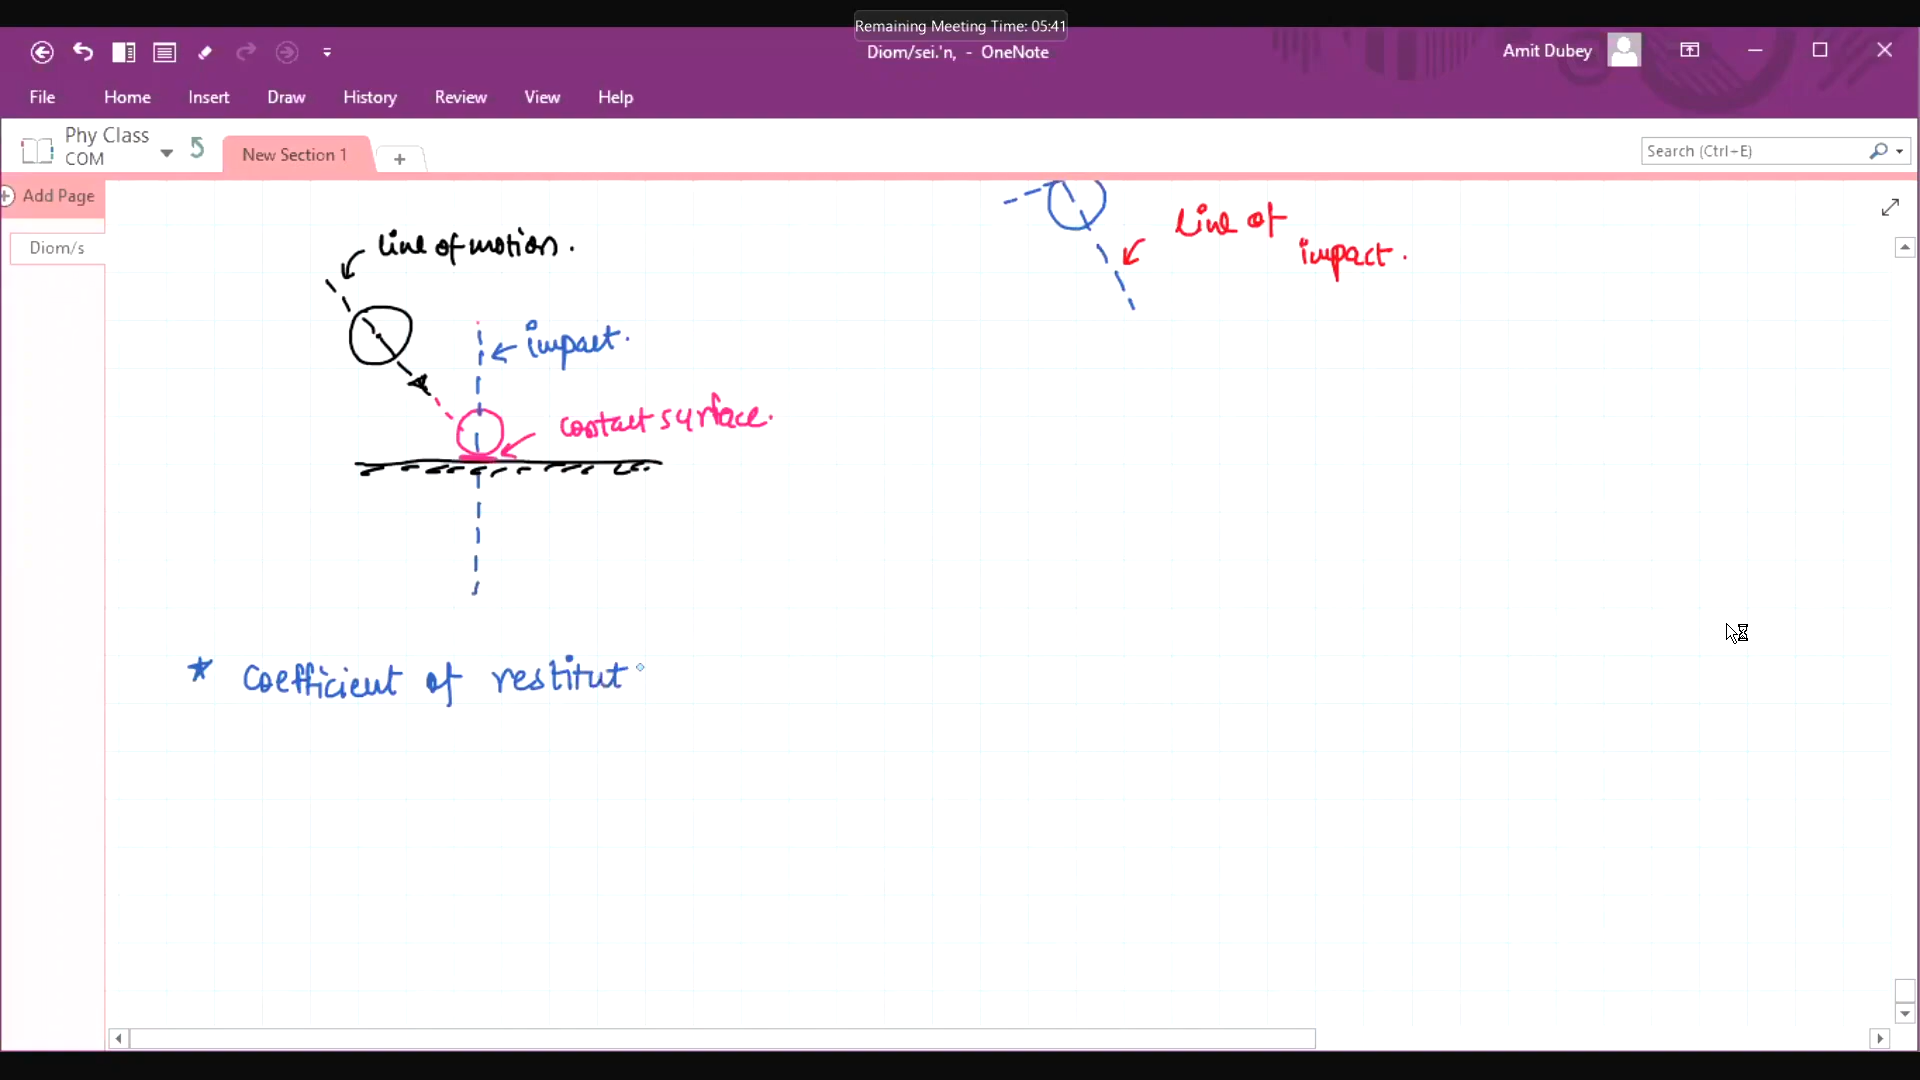 Remaining Meeting Time: 05:41
Diom/sei.'n, - OneNote
Amit Dubey
File Home Insert Draw History Review View Help
Phy Class
COM
New Section 1
Search (Ctrl+E)
Add Page
Diom/s
line of motion.
line of
impact.
impact.
contact surface.
* Coefficient of restitut